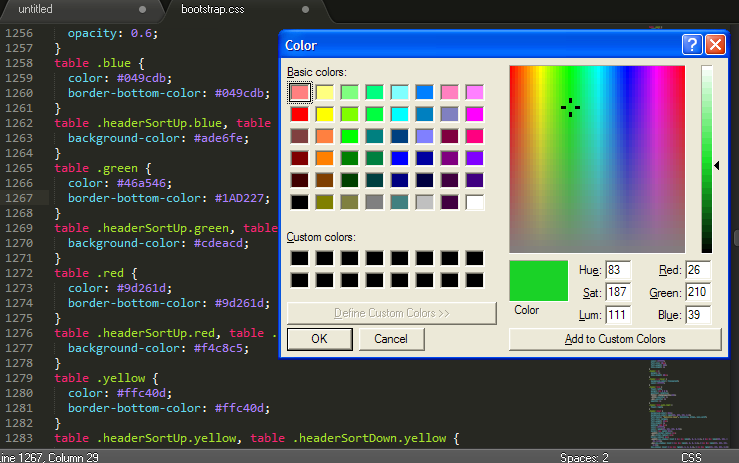 untitled
bootstrap.css
1256 opacity: 0.6;
1257 }
1258 table .blue {
1259 color: #049cdb;
1260 border-bottom-color: #049cdb;
1261 }
1262 table .headerSortUp.blue, table
1263 background-color: #ade6fe;
1264 }
1265 table .green {
1266 color: #46a546;
1267 border-bottom-color: #1AD227;
1268 }
1269 table .headerSortUp.green, table
1270 background-color: #cdeacd;
1271 }
1272 table .red {
1273 color: #9d261d;
1274 border-bottom-color: #9d261d;
1275 }
1276 table .headerSortUp.red, table .
1277 background-color: #f4c8c5;
1278 }
1279 table .yellow {
1280 color: #ffc40d;
1281 border-bottom-color: #ffc40d;
1282 }
1283 table .headerSortUp.yellow, table .headerSortDown.yellow {
Color
?
Basic colors:
Custom colors:
Define Custom Colors >>
OK
Cancel
Color
Hue: 83
Red: 26
Sat: 187
Green: 210
Lum: 111
Blue: 39
Add to Custom Colors
Line 1267, Column 29
Spaces: 2
CSS